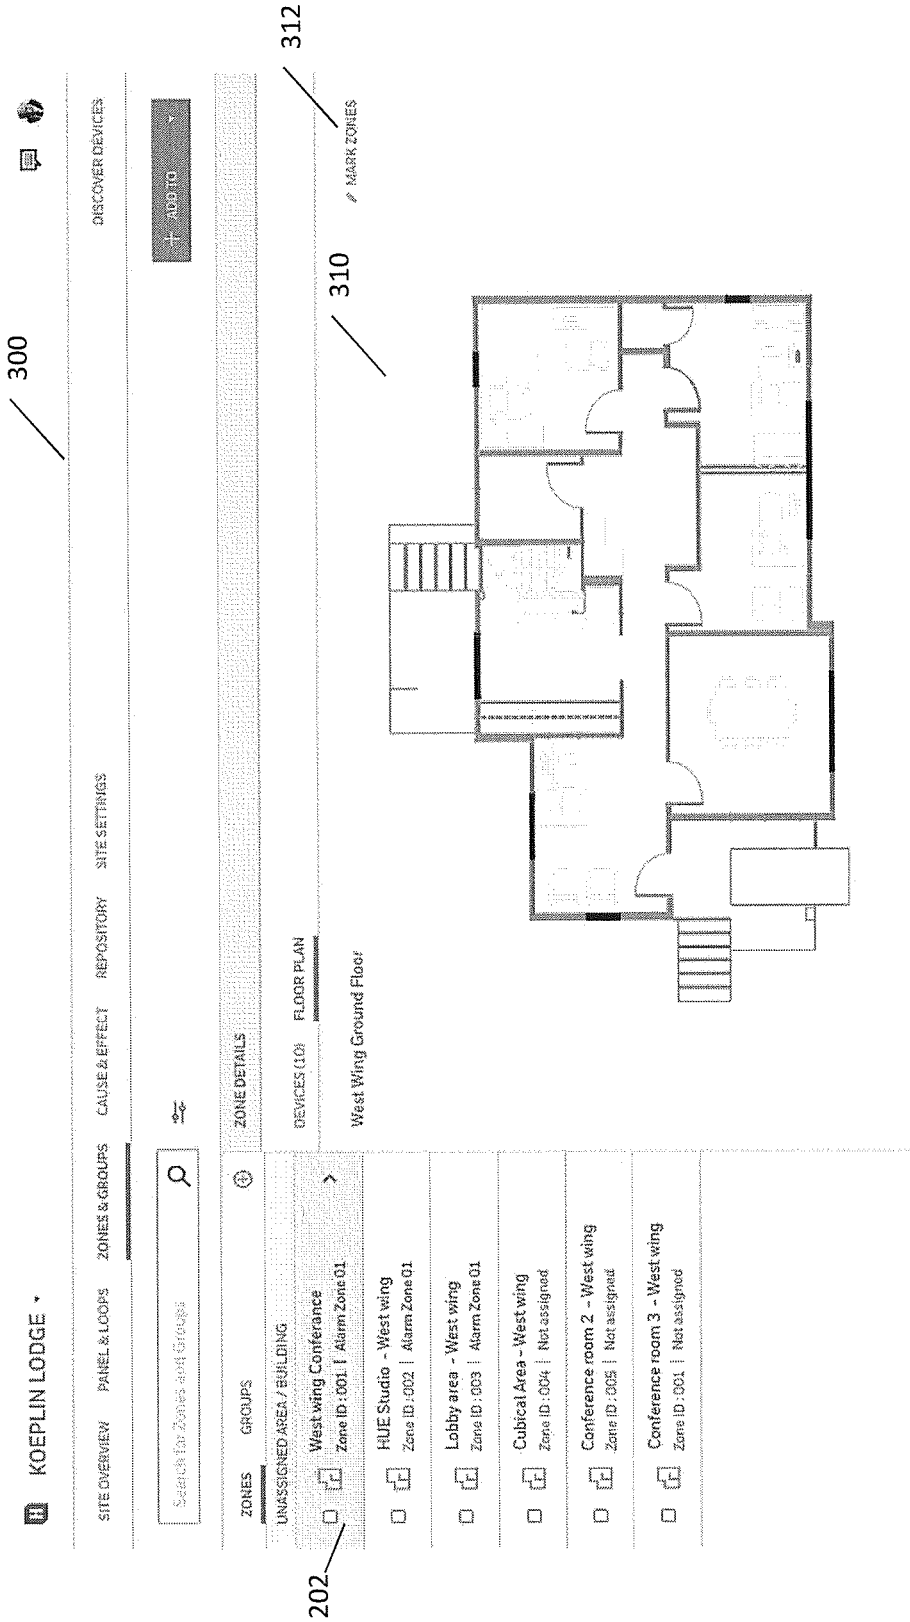 300
KOEPLIN LODGE
SITE OVERVIEW PANEL & LOOPS ZONES & GROUPS CAUSE & EFFECT REPOSITORY SITE SETTINGS DISCOVER DEVICES
Search for Zones and Groups
+ ADD TO
ZONES GROUPS
ZONE DETAILS
UNASSIGNED AREA / BUILDING
DEVICES (10) FLOOR PLAN
202
West wing Conferance
Zone ID :001 | Alarm Zone 01
HUE Studio - West wing
Zone ID :002 | Alarm Zone 01
Lobby area - West wing
Zone ID :003 | Alarm Zone 01
Cubical Area - West wing
Zone ID :004 | Not assigned
Conference room 2 - West wing
Zone ID :005 | Not assigned
Conference room 3 - West wing
Zone ID :001 | Not assigned
West Wing Ground Floor
MARK ZONES
310
312